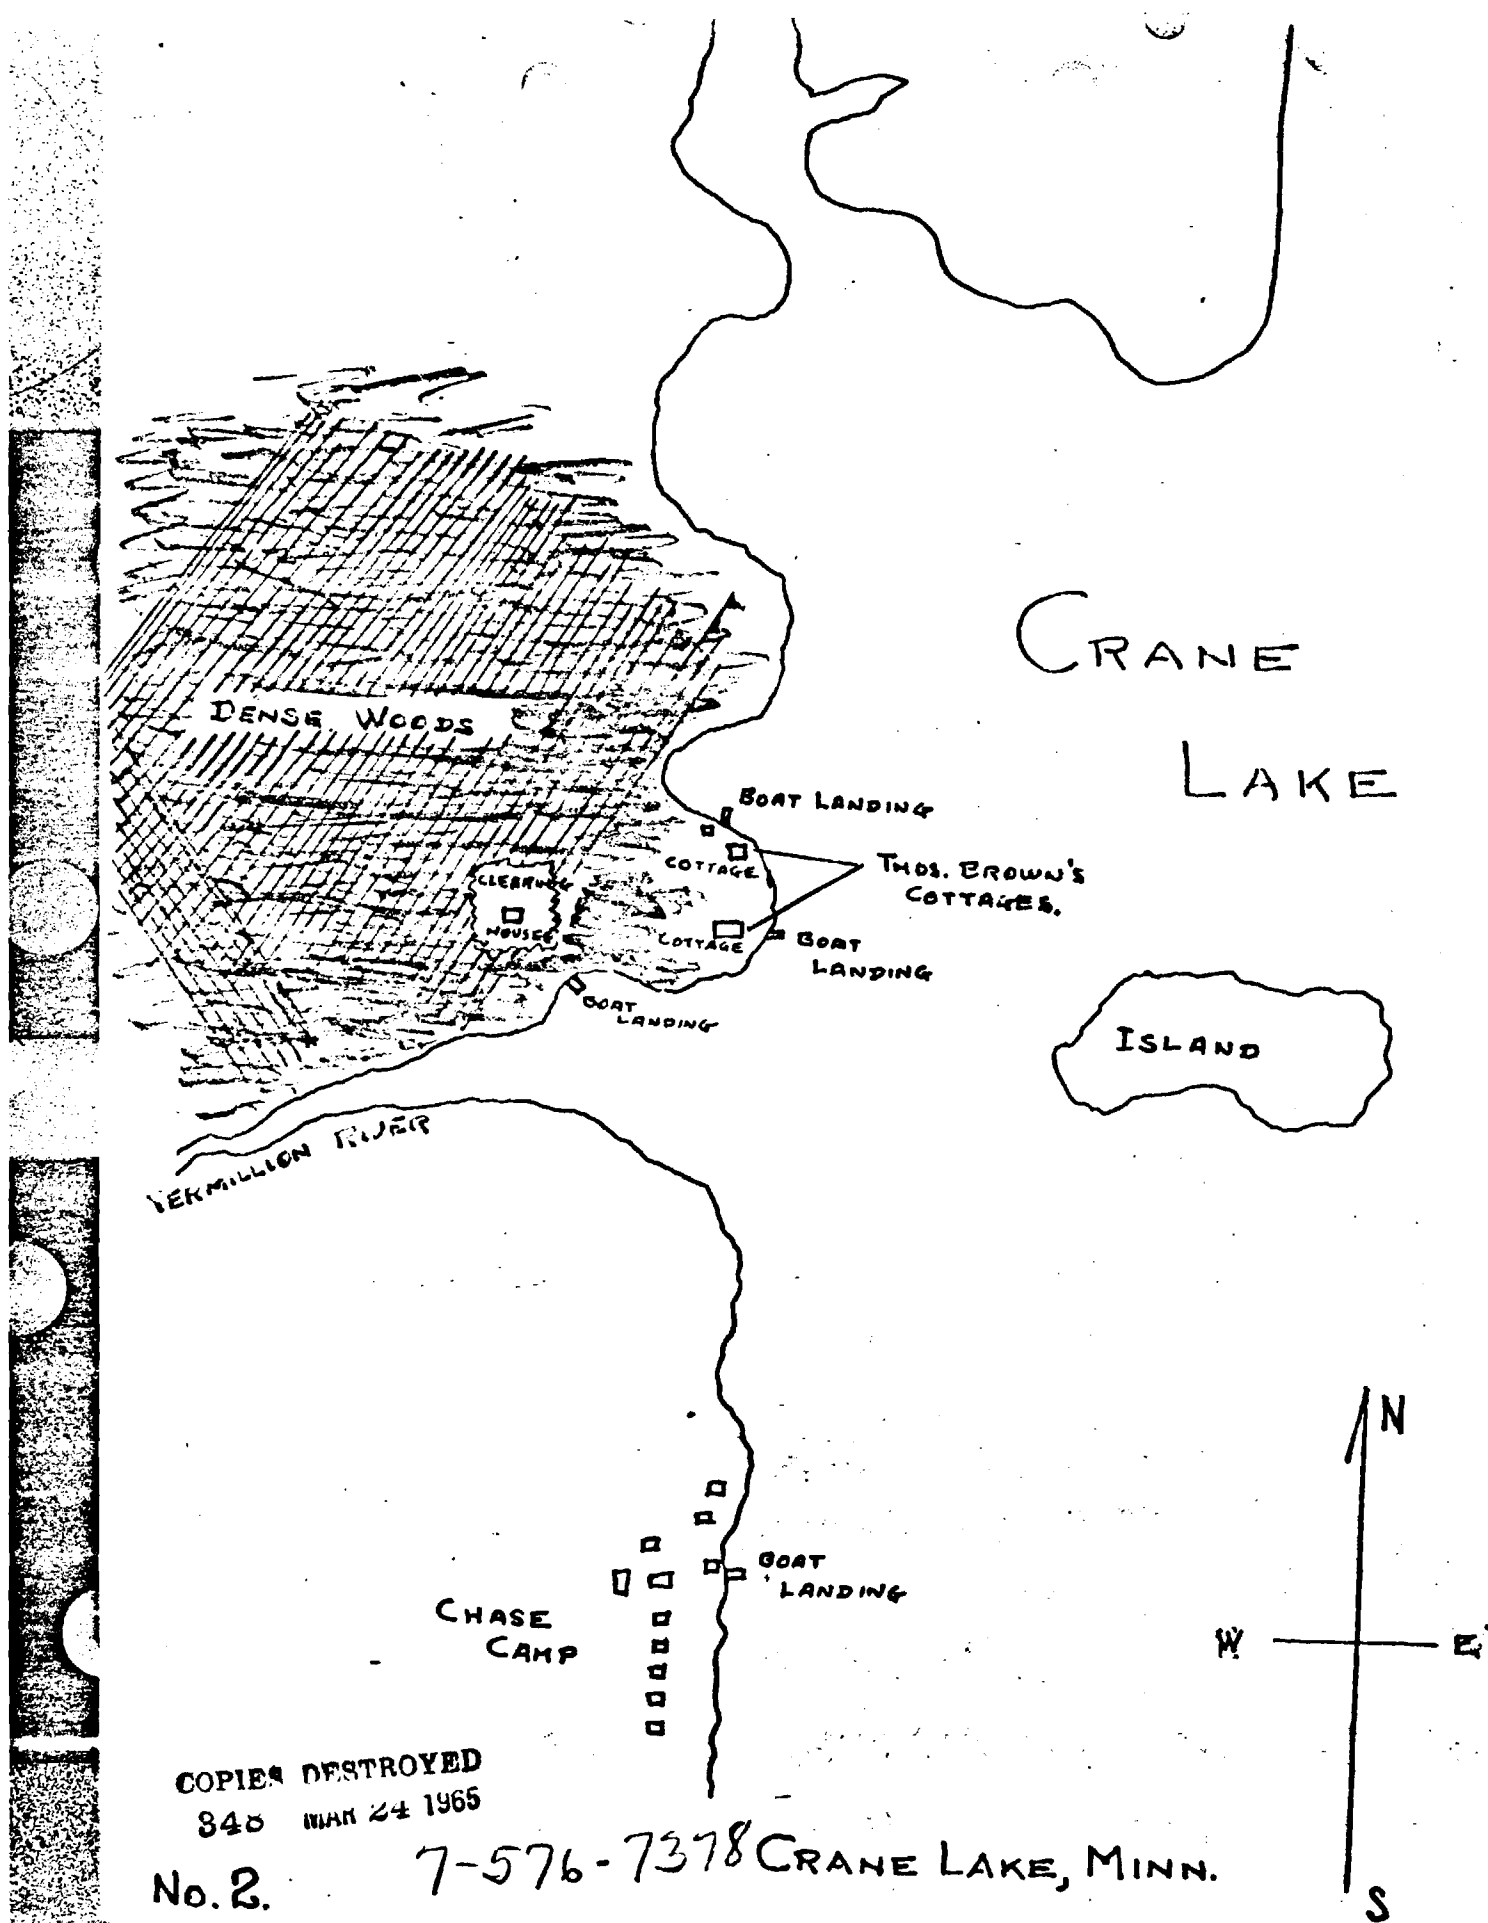 CRANE
LAKE
DENSE WOODS
BOAT LANDING
COTTAGE
THOS. BROWN'S
COTTAGES.
CLEARING
HOUSE
COTTAGE
BOAT
LANDING
BOAT
LANDING
ISLAND
VERMILLION RIVER
N
BOAT
LANDING
CHASE
CAMP
W
E
COPIES DESTROYED
348 MAR 24 1965
7-576-7378 CRANE LAKE, MINN.
No. 2.
S